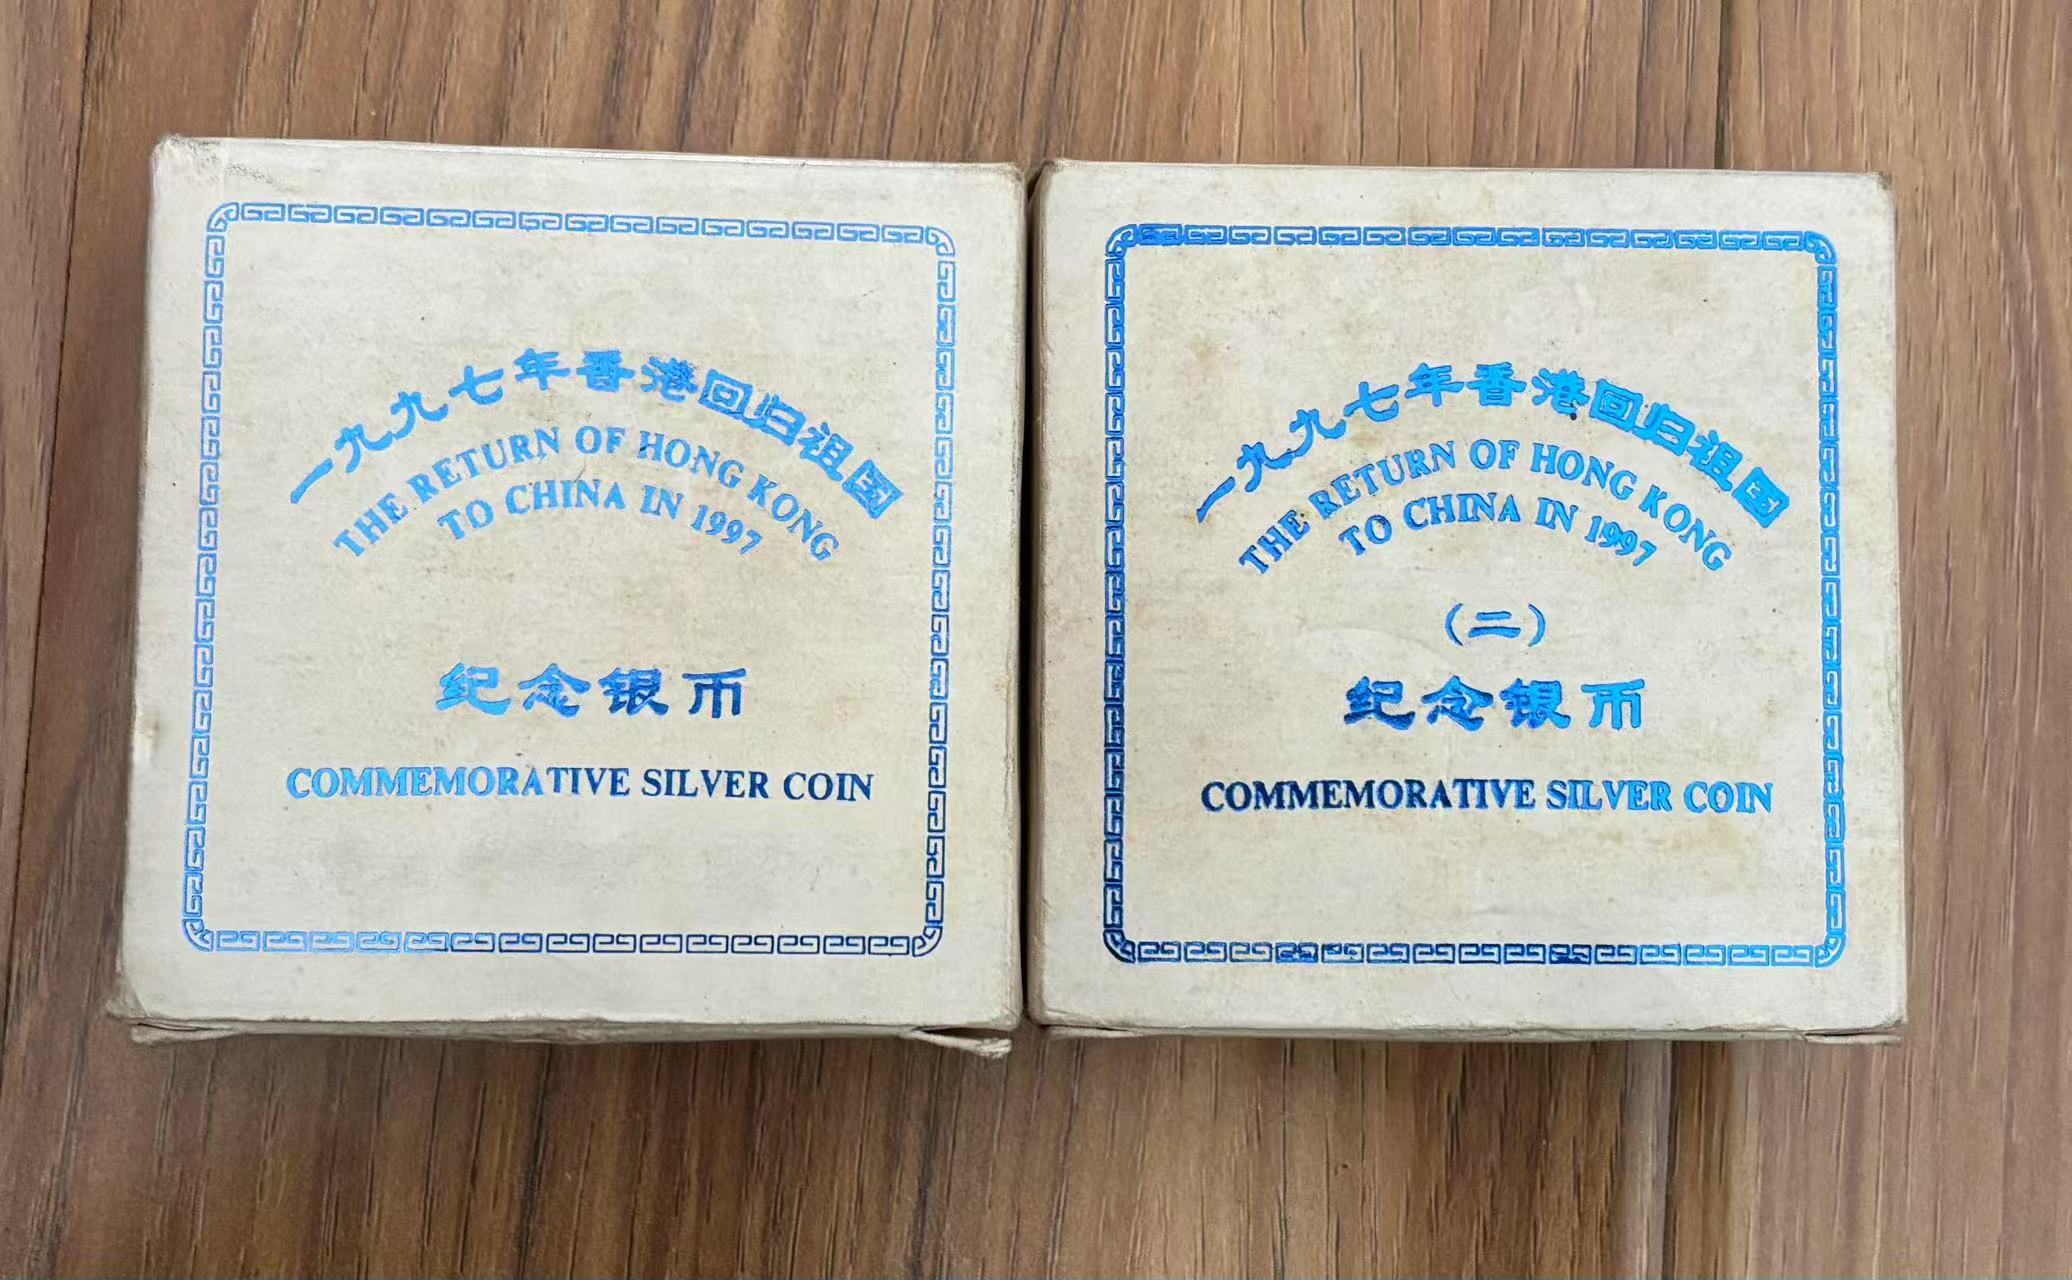 一九九七年香港回归祖国
THE RETURN OF HONG KONG
TO CHINA IN 1997
纪念银币
COMMEMORATIVE SILVER COIN
一九九七年香港回归祖国
THE RETURN OF HONG KONG
TO CHINA IN 1997
(二)
纪念银币
COMMEMORATIVE SILVER COIN